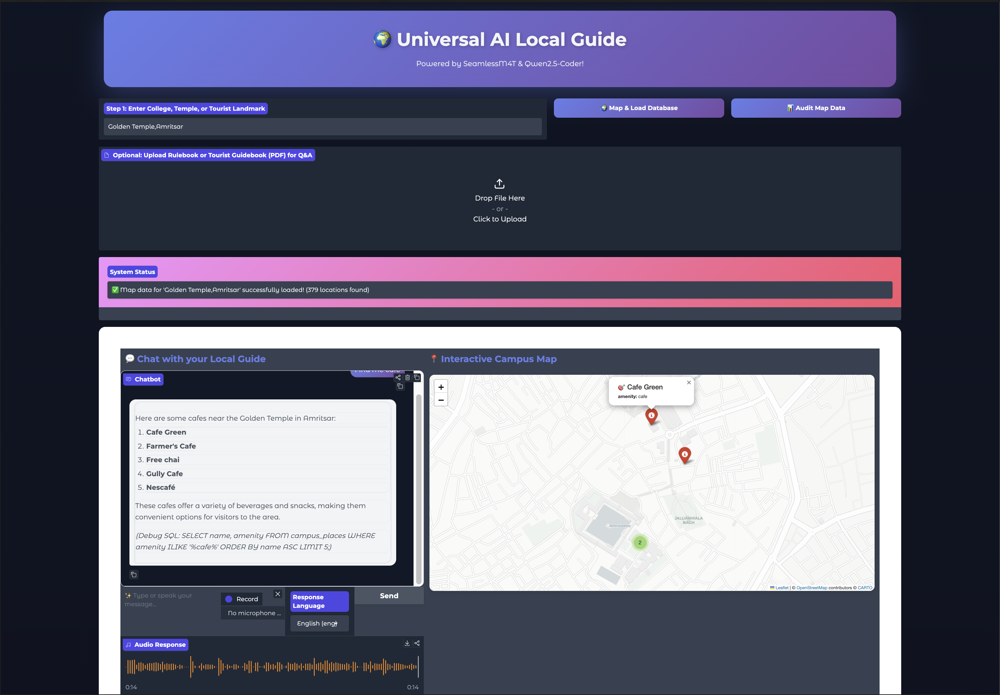 🌍 Universal AI Local Guide
Powered by SeamlessM4T & Qwen2.5-Coder!
Step 1: Enter College, Temple, or Tourist Landmark
Golden Temple,Amritsar
🌍 Map & Load Database
📊 Audit Map Data
Optional: Upload Rulebook or Tourist Guidebook (PDF) for Q&A
Drop File Here
- or -
Click to Upload
System Status
✅ Map data for 'Golden Temple,Amritsar' successfully loaded! (379 locations found)
💬 Chat with your Local Guide
Chatbot
Find me cafe
Here are some cafes near the Golden Temple in Amritsar:
1. Cafe Green
2. Farmer's Cafe
3. Free chai
4. Gully Cafe
5. Nescafé
These cafes offer a variety of beverages and snacks, making them
convenient options for visitors to the area.
(Debug SQL: SELECT name, amenity FROM campus_places WHERE
amenity ILIKE '%cafe%' ORDER BY name ASC LIMIT 5;)
✨ Type or speak your
message...
Record
No microphone ...
Response
Language
English (eng)
Send
Audio Response
0:14
0:14
📍 Interactive Campus Map
+
−
🎯 Cafe Green
amenity: cafe
×
JALLIANWALA
BAGH
Amritsaras
2
Leaflet | © OpenStreetMap contributors © CARTO